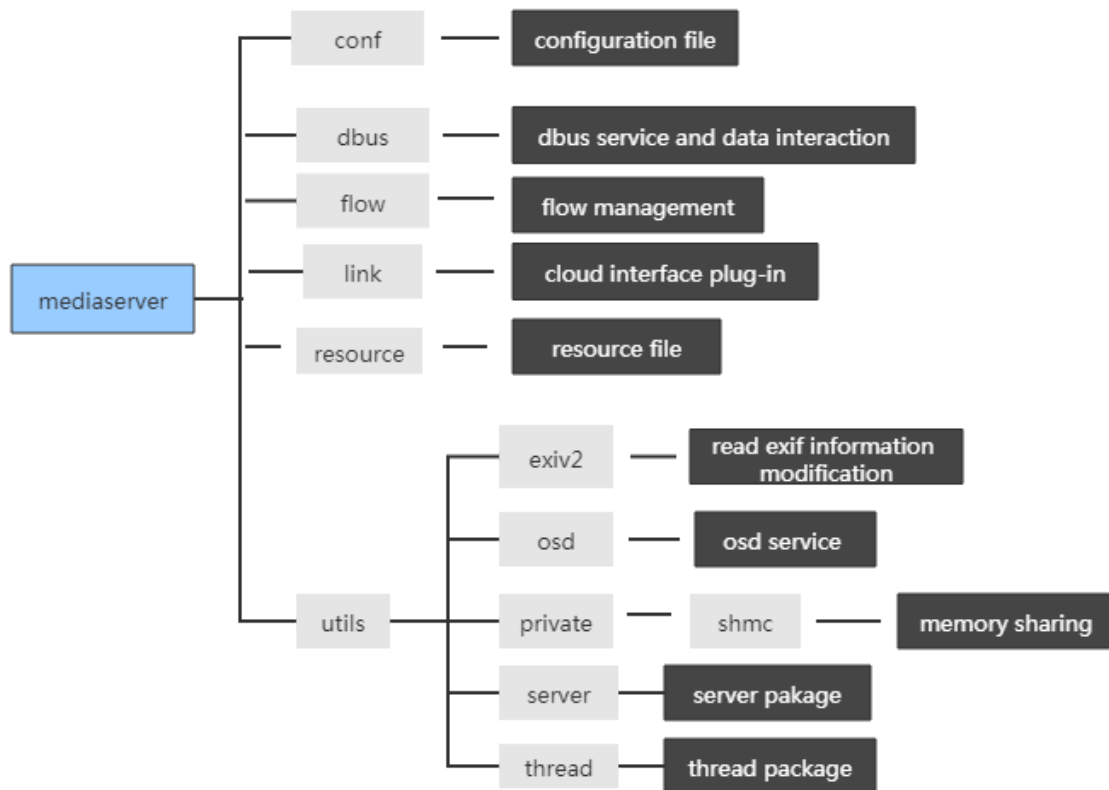 conf
configuration file
dbus
dbus service and data interaction
flow
flow management
link
cloud interface plug-in
mediaserver
resource
resource file
exiv2
read exif information
modification
osd
osd service
utils
private
shmc
memory sharing
server
server pakage
thread
thread package